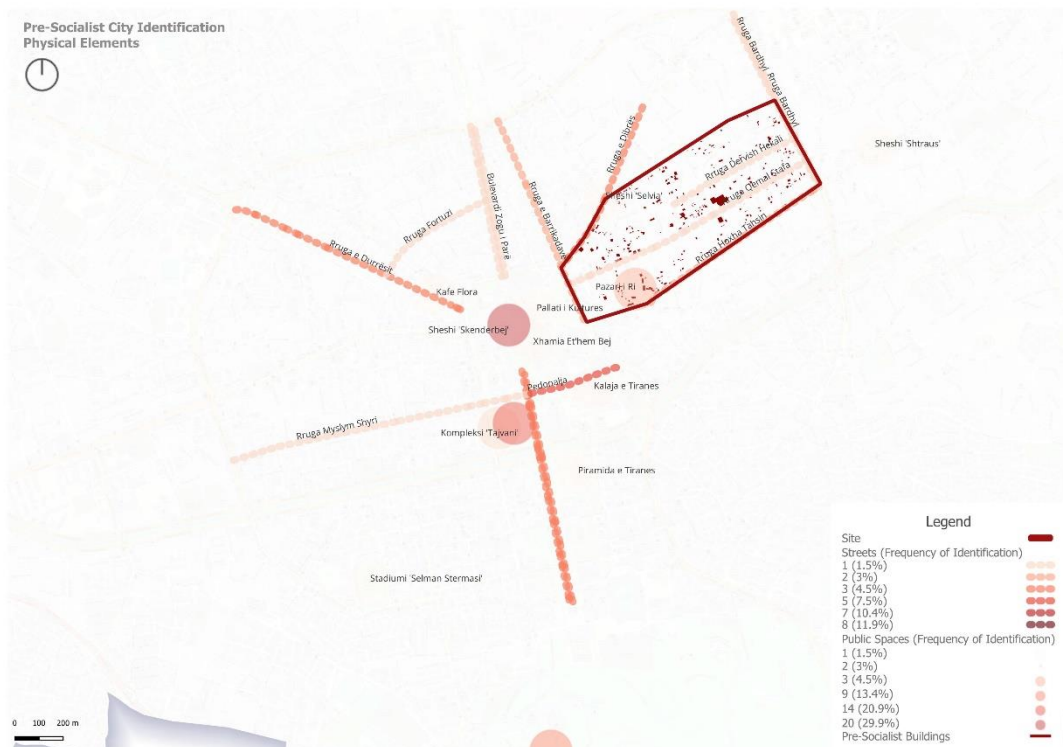 Pre-Socialist City Identification
Physical Elements
Rruga Bardhyl
Rruga Bardhyl
Rruga e Dibrës
Sheshi 'Shtraus'
Rruga Dervish Hekali
Bulevardi Zogu i Parë
Rruga e Barrikadave
Sheshi 'Selvia'
Rruga Qemal Stafa
Rruga Fortuzi
Rruga Hoxha Tahsin
Rruga e Durrësit
Kafe Flora
Pazari i Ri
Pallati i Kultures
Sheshi 'Skenderbej'
Xhamia Et'hem Bej
Pedonalja
Kalaja e Tiranes
Rruga Myslym Shyri
Kompleksi 'Tajvani'
Piramida e Tiranes
Stadiumi 'Selman Stermasi'
Legend
Site
Streets (Frequency of Identification)
1 (1.5%)
2 (3%)
3 (4.5%)
5 (7.5%)
7 (10.4%)
8 (11.9%)
Public Spaces (Frequency of Identification)
1 (1.5%)
2 (3%)
3 (4.5%)
9 (13.4%)
14 (20.9%)
20 (29.9%)
Pre-Socialist Buildings
0 100 200 m